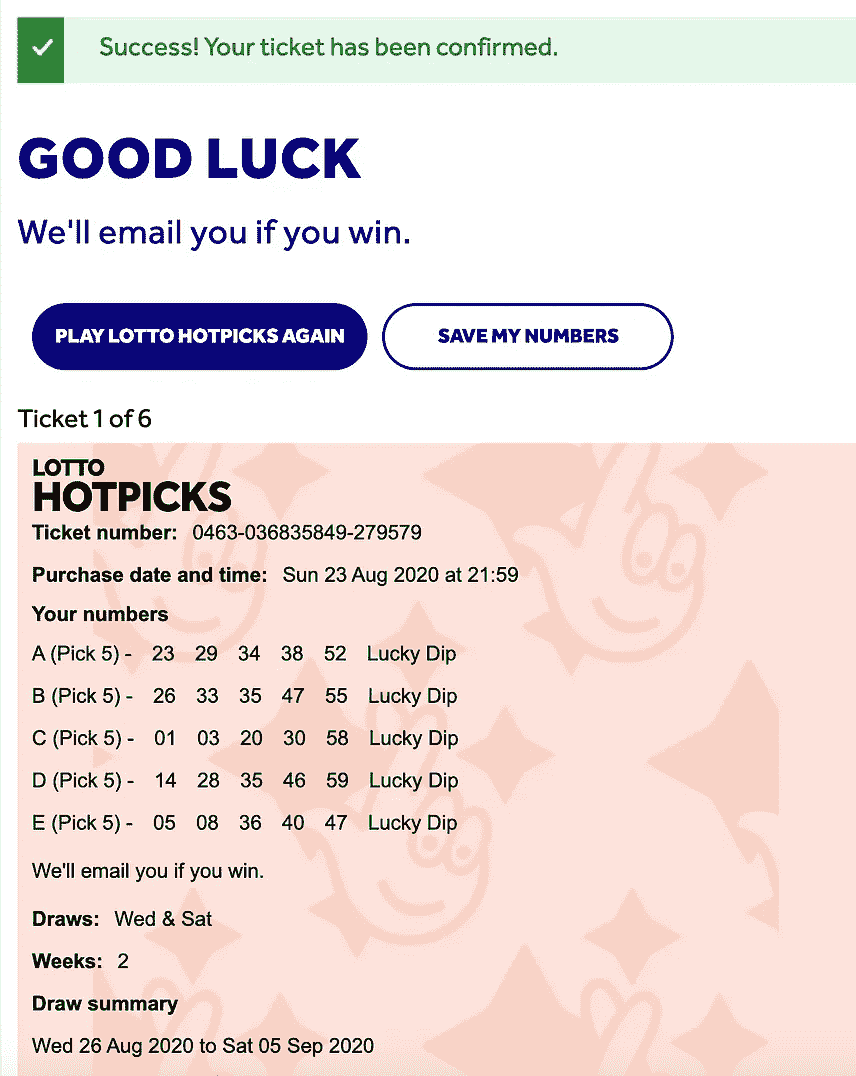 Success! Your ticket has been confirmed.
GOOD LUCK
We'll email you if you win.
PLAY LOTTO HOTPICKS AGAIN SAVE MY NUMBERS
Ticket 1 of 6
LOTTO
HOTPICKS
Ticket number: 0463-036835849-279579
Purchase date and time: Sun 23 Aug 2020 at 21:59
Your numbers
A (Pick 5) - 23 29 34 38 52 Lucky Dip
B (Pick 5) - 26 33 35 47 55 Lucky Dip
C (Pick 5) - 01 03 20 30 58 Lucky Dip
D (Pick 5) - 14 28 35 46 59 Lucky Dip
E (Pick 5) - 05 08 36 40 47 Lucky Dip
We'll email you if you win.
Draws: Wed & Sat
Weeks: 2
Draw summary
Wed 26 Aug 2020 to Sat 05 Sep 2020